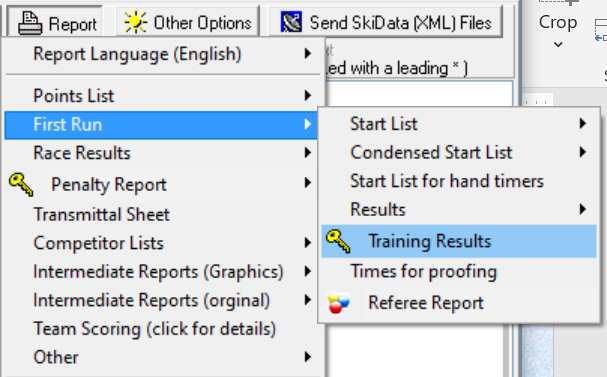 Report
Other Options
Send SkiData (XML) Files
Crop
Report Language (English)
ed with a leading * )
Points List
First Run
Race Results
Penalty Report
Transmittal Sheet
Competitor Lists
Intermediate Reports (Graphics)
Intermediate Reports (orginal)
Team Scoring (click for details)
Other
Start List
Condensed Start List
Start List for hand timers
Results
Training Results
Times for proofing
Referee Report